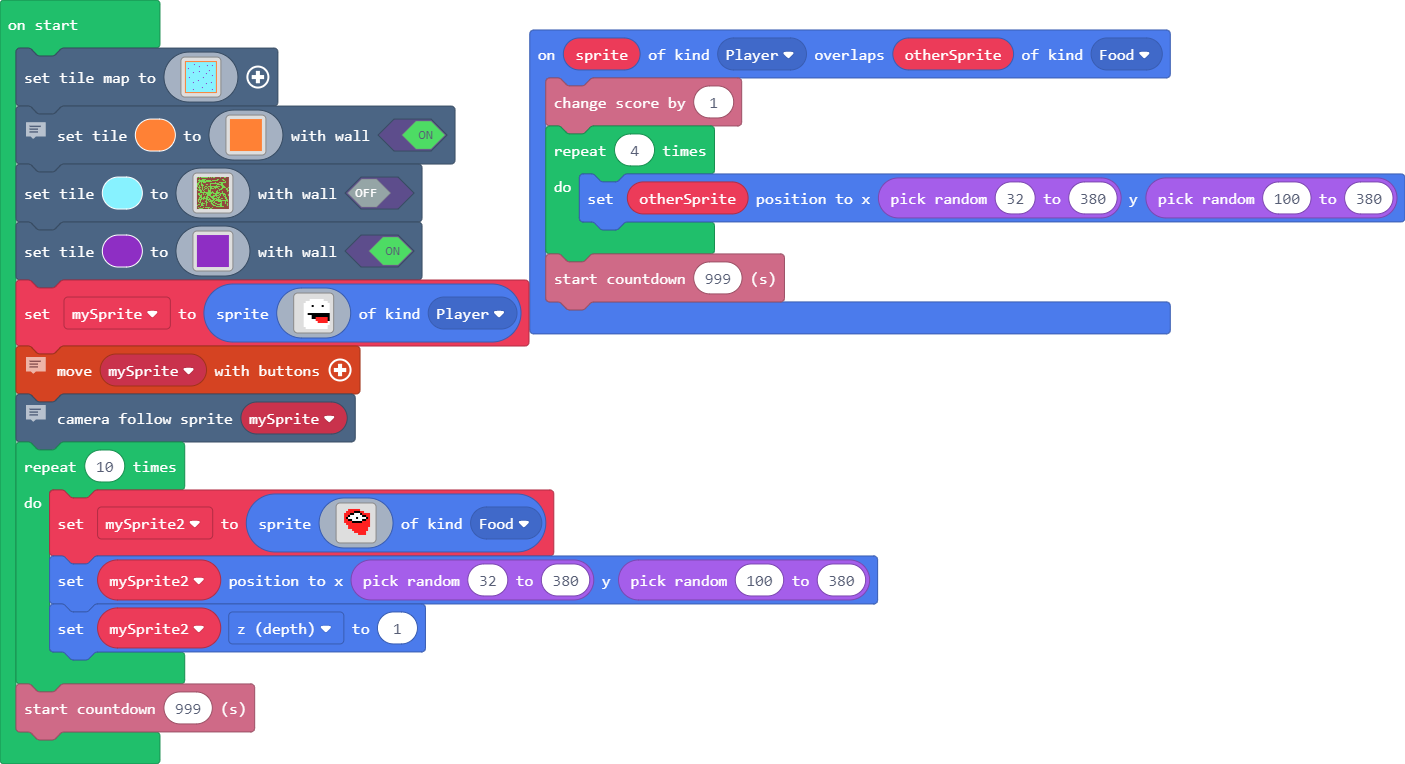 on start
set tile map to
set tile to with wall ON
set tile to with wall OFF
set tile to with wall ON
set mySprite to sprite of kind Player
move mySprite with buttons
camera follow sprite mySprite
repeat 10 times
do
set mySprite2 to sprite of kind Food
set mySprite2 position to x pick random 32 to 380 y pick random 100 to 380
set mySprite2 z (depth) to 1
start countdown 999 (s)
on sprite of kind Player overlaps otherSprite of kind Food
change score by 1
repeat 4 times
do
set otherSprite position to x pick random 32 to 380 y pick random 100 to 380
start countdown 999 (s)